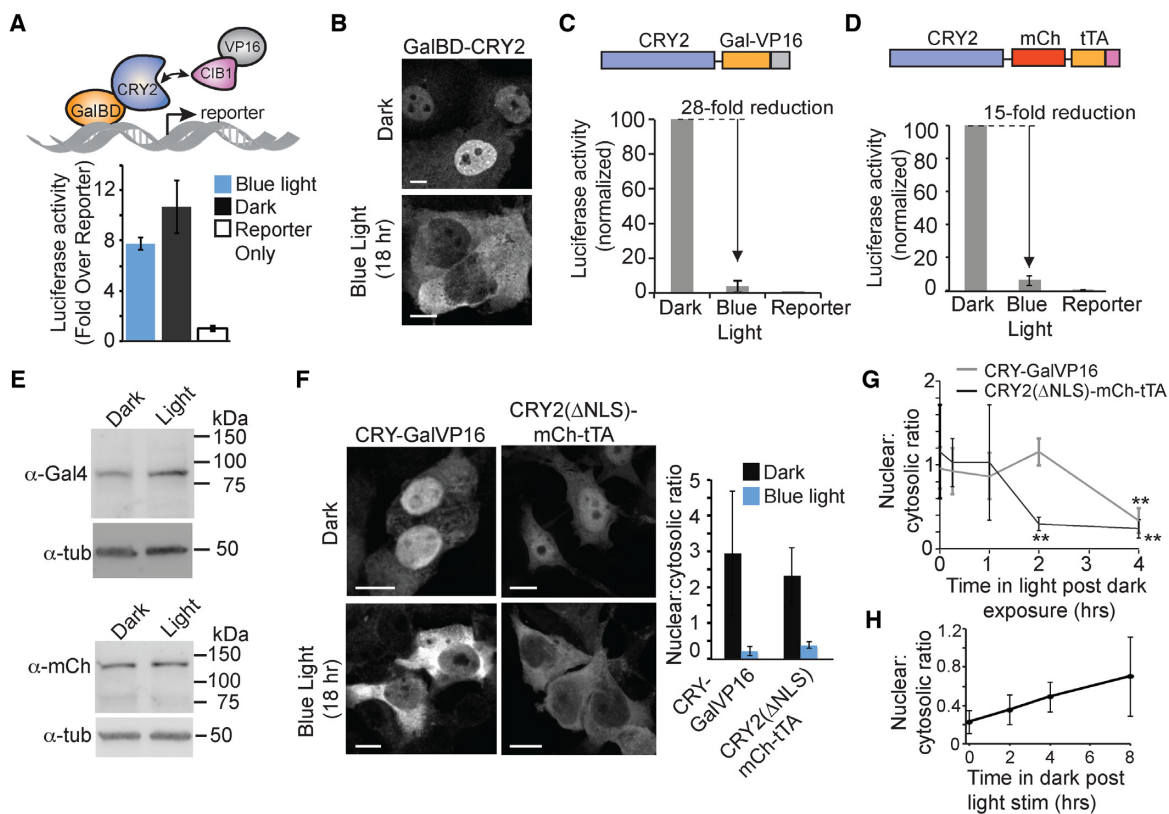 A
VP16
CIB1
CRY2
GalBD
reporter
Luciferase activity
(Fold Over Reporter)
12
8
4
0
Blue light
Dark
Reporter
Only
B
GalBD-CRY2
Dark
Blue Light
(18 hr)
C
CRY2
Gal-VP16
28-fold reduction
Luciferase activity
(normalized)
100
80
60
40
20
0
Dark
Blue
Light
Reporter
D
CRY2
mCh
tTA
15-fold reduction
Luciferase activity
(normalized)
100
80
60
40
20
0
Dark
Blue
Light
Reporter
E
Dark
Light
kDa
α-Gal4
150
100
75
α-tub
50
Dark
Light
kDa
α-mCh
150
100
75
α-tub
50
F
CRY-GalVP16
CRY2(ΔNLS)-
mCh-tTA
Dark
Blue Light
(18 hr)
Dark
Blue light
Nuclear:cytosolic ratio
5
4
3
2
1
0
CRY-
GalVP16
CRY2(ΔNLS)
mCh-tTA
G
CRY-GalVP16
CRY2(ΔNLS)-mCh-tTA
Nuclear:
cytosolic ratio
2
1
0
**
**
**
0
1
2
3
4
Time in light post dark
exposure (hrs)
H
Nuclear:
cytosolic ratio
1.2
0.8
0.4
0
0
2
4
6
8
Time in dark post
light stim (hrs)